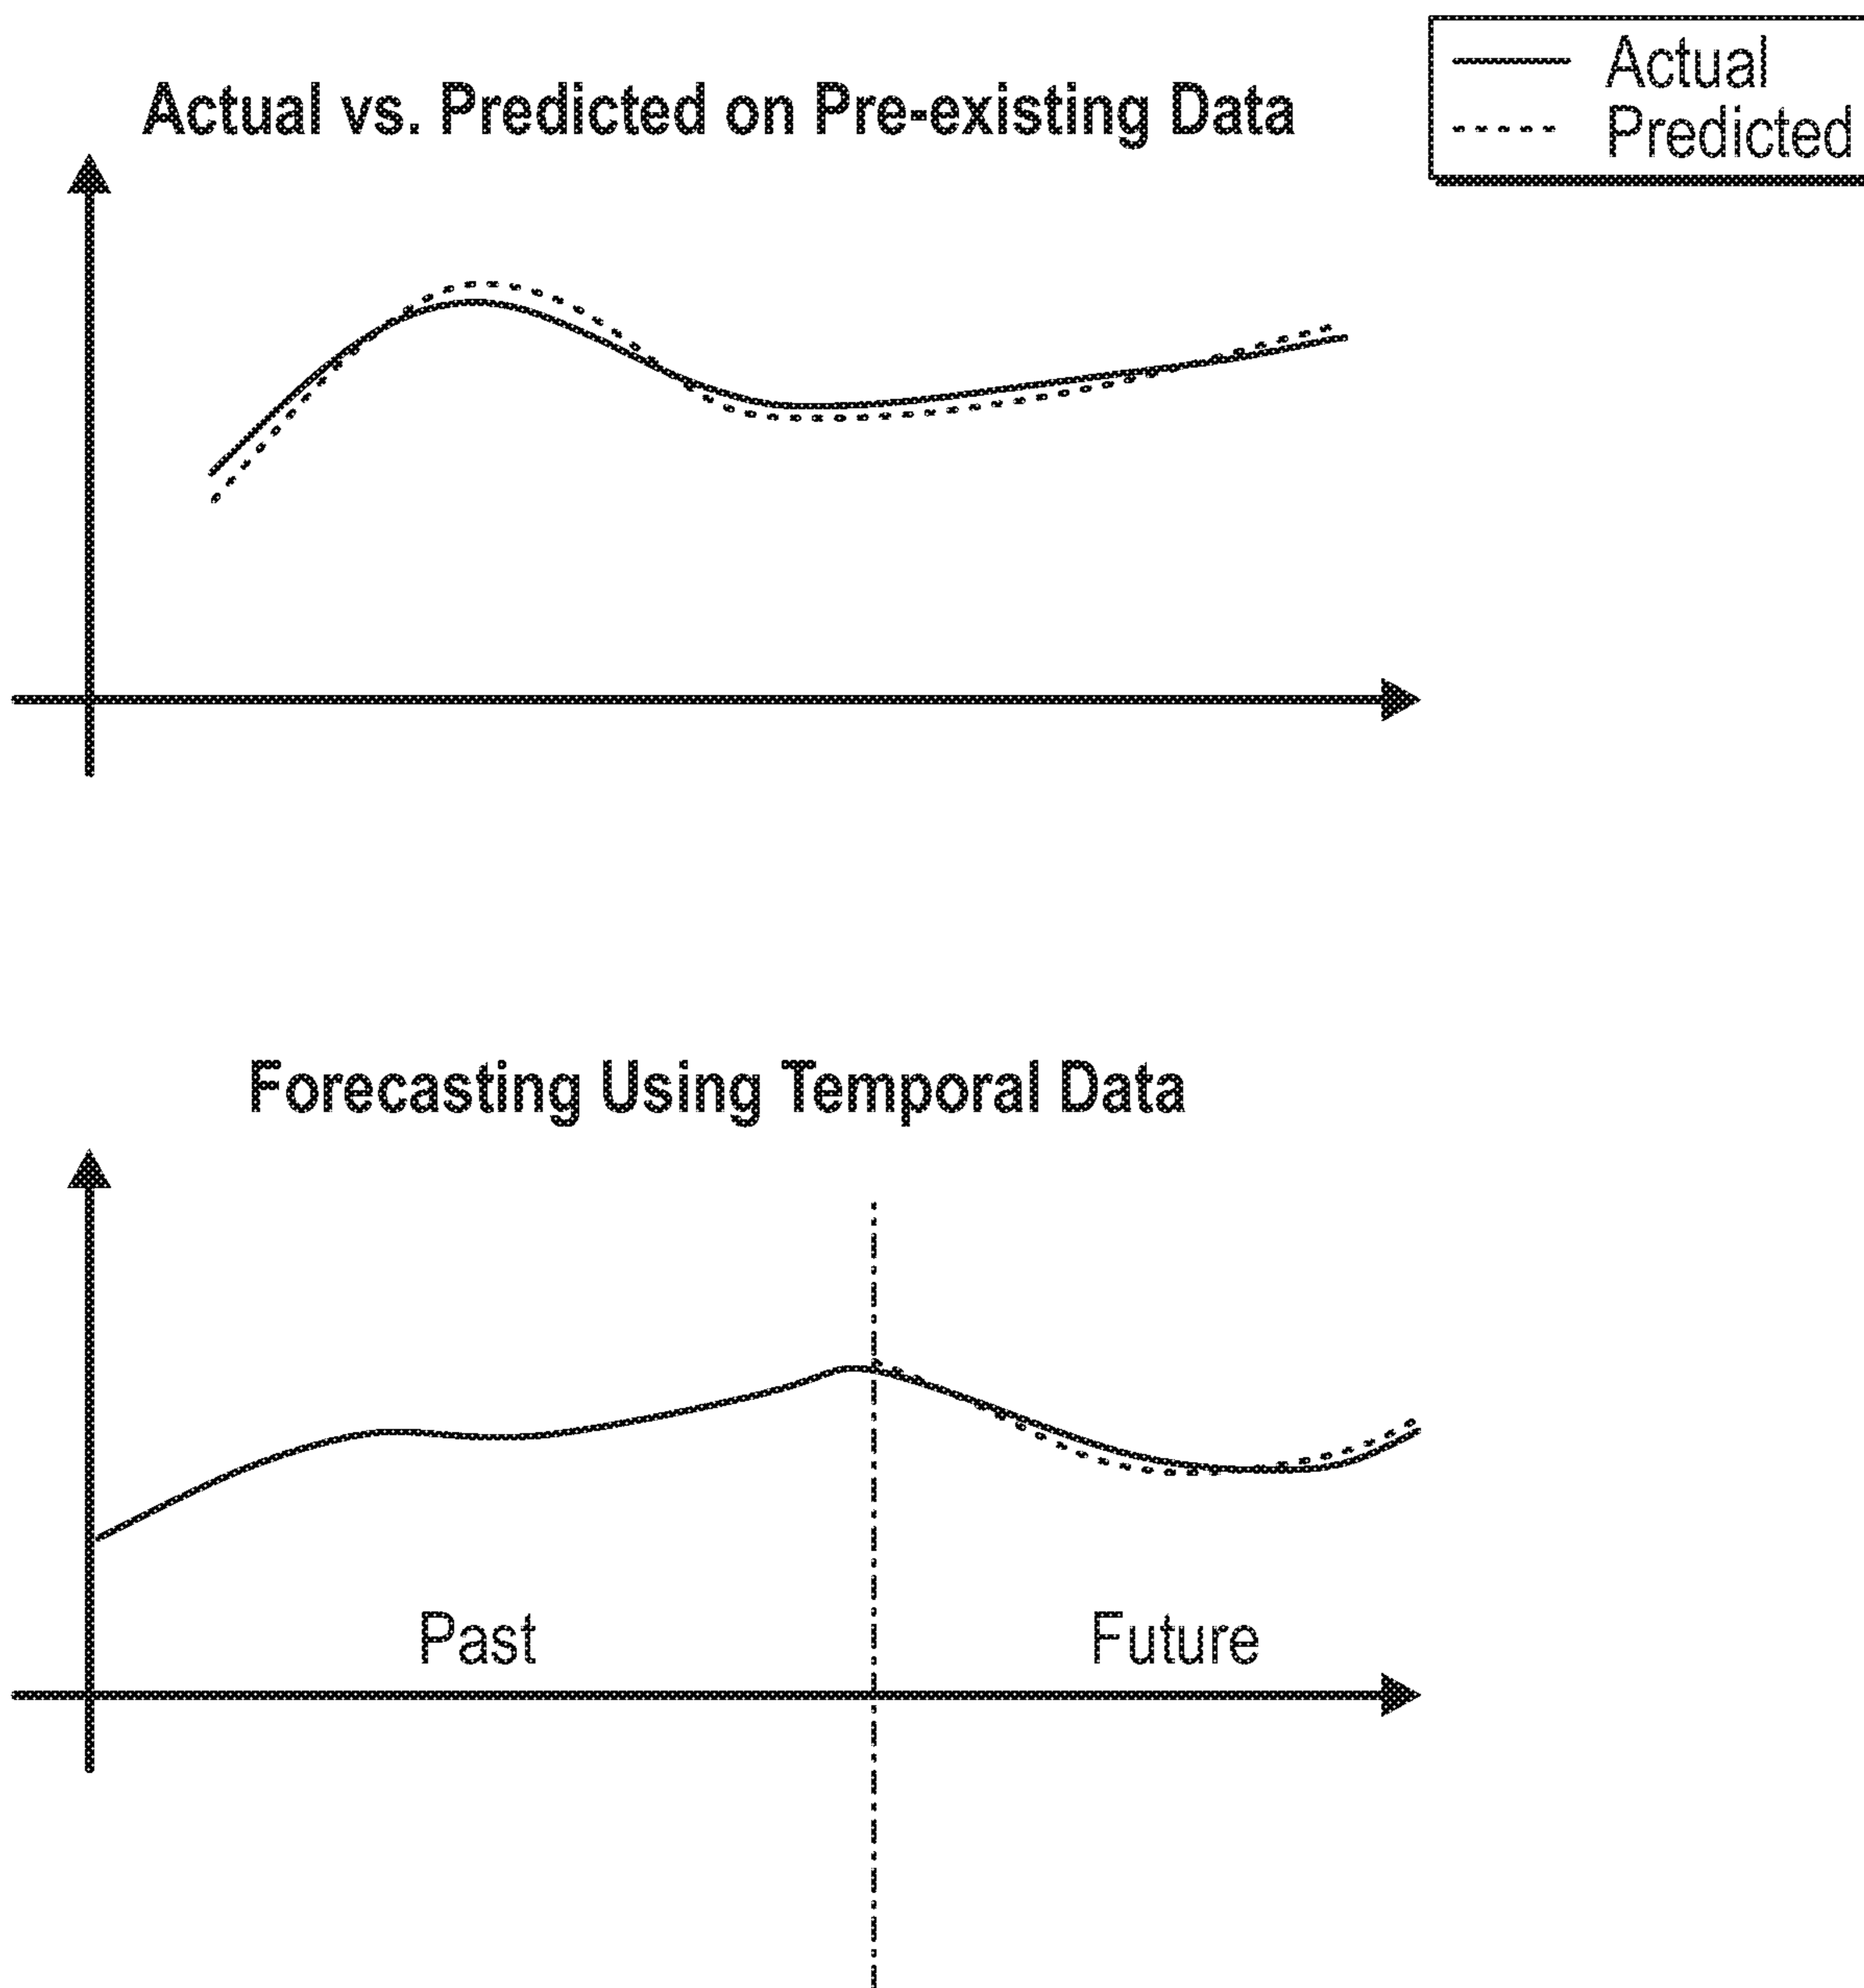 Actual vs. Predicted on Pre-existing Data
Actual
Predicted
Forecasting Using Temporal Data
Past
Future